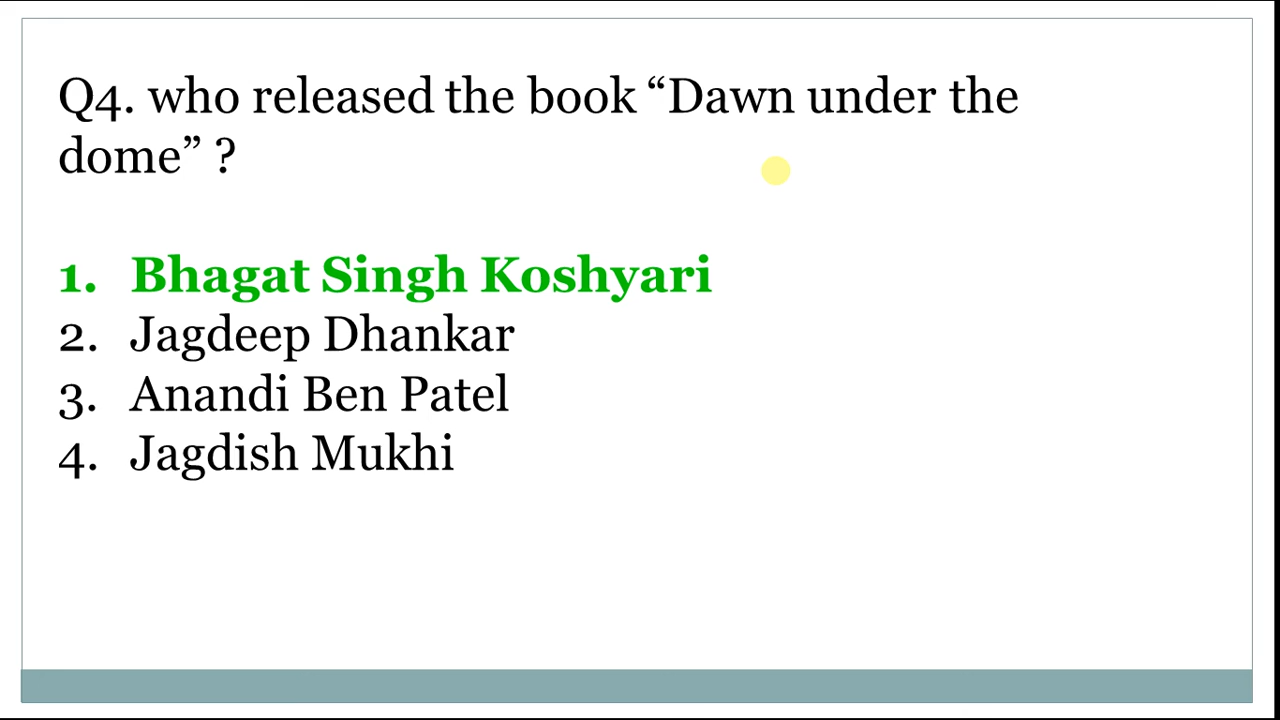 Q4. who released the book “Dawn under the
dome” ?
1. Bhagat Singh Koshyari
2. Jagdeep Dhankar
3. Anandi Ben Patel
4. Jagdish Mukhi